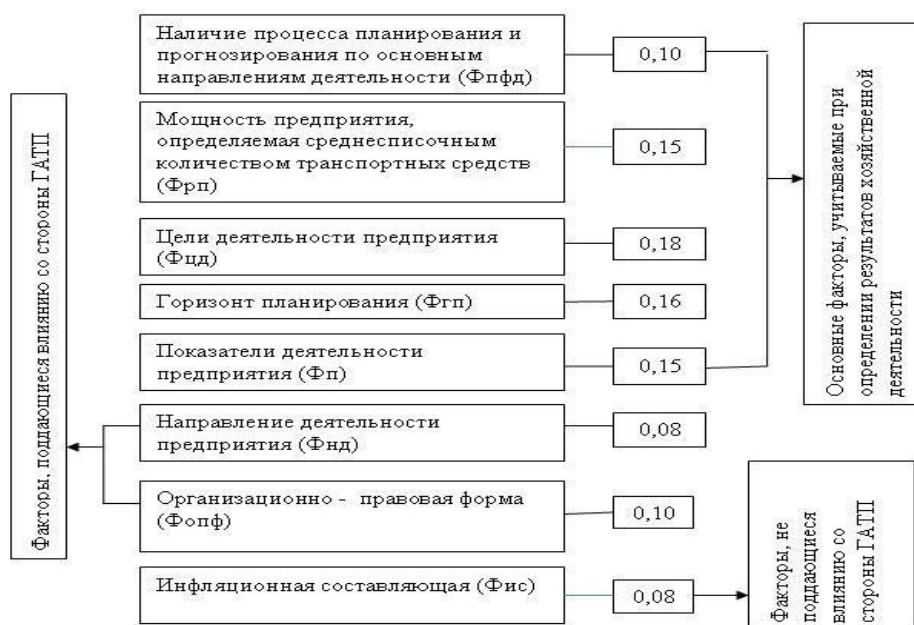 Факторы, поддающиеся влиянию со стороны ГАТП
Наличие процесса планирования и
прогнозирования по основным
направлениям деятельности (Фпфд)
0,10
Мощность предприятия,
определяемая среднесписочным
количеством транспортных средств
(Фрп)
0,15
Цели деятельности предприятия
(Фцд)
0,18
Горизонт планирования (Фгп)
0,16
Показатели деятельности
предприятия (Фп)
0,15
Направление деятельности
предприятия (Фнд)
0,08
Организационно - правовая форма
(Фопф)
0,10
Инфляционная составляющая (Фис)
0,08
Основные факторы, учитываемые при
определении результатов хозяйственной
деятельности
Факторы, не
поддающиеся
влиянию со
стороны ГАТП